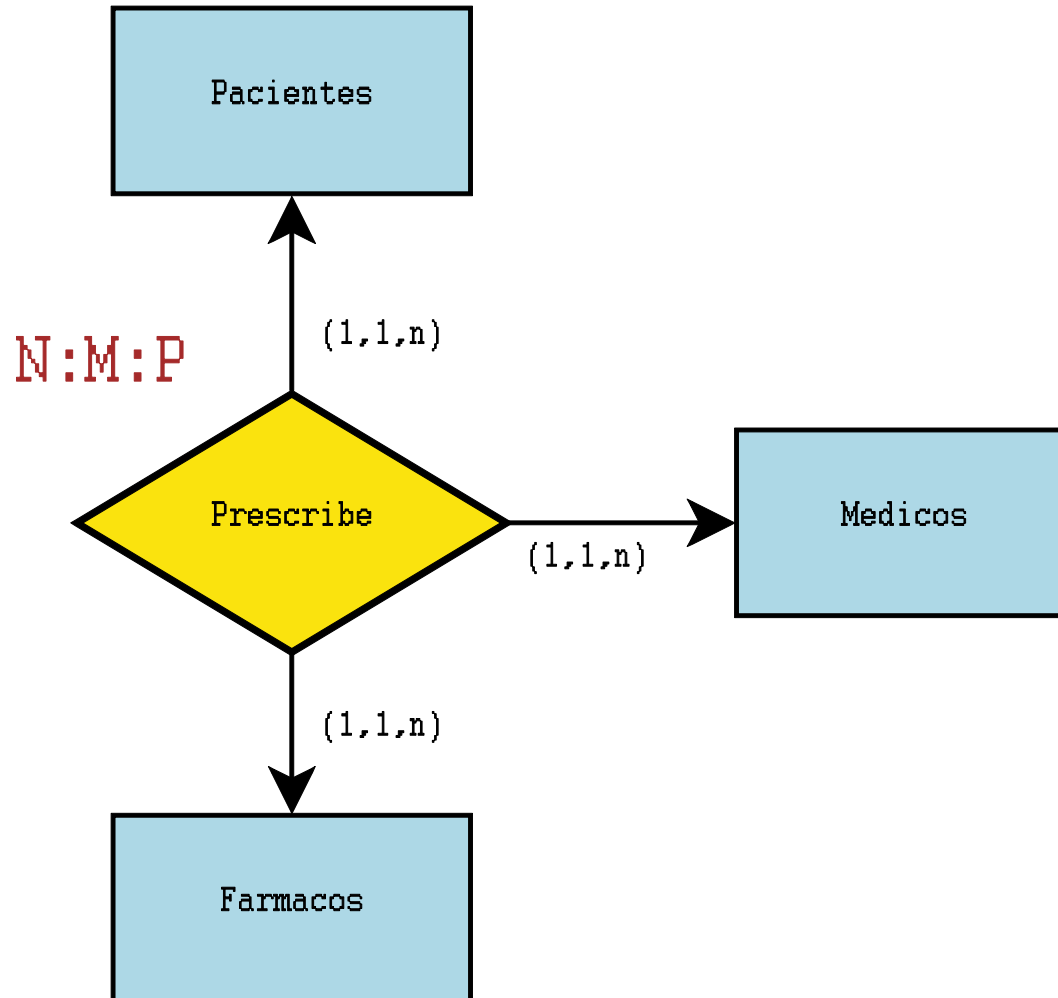 Pacientes
(1,1,n)
N:M:P
Prescribe
Medicos
(1,1,n)
(1,1,n)
Farmacos